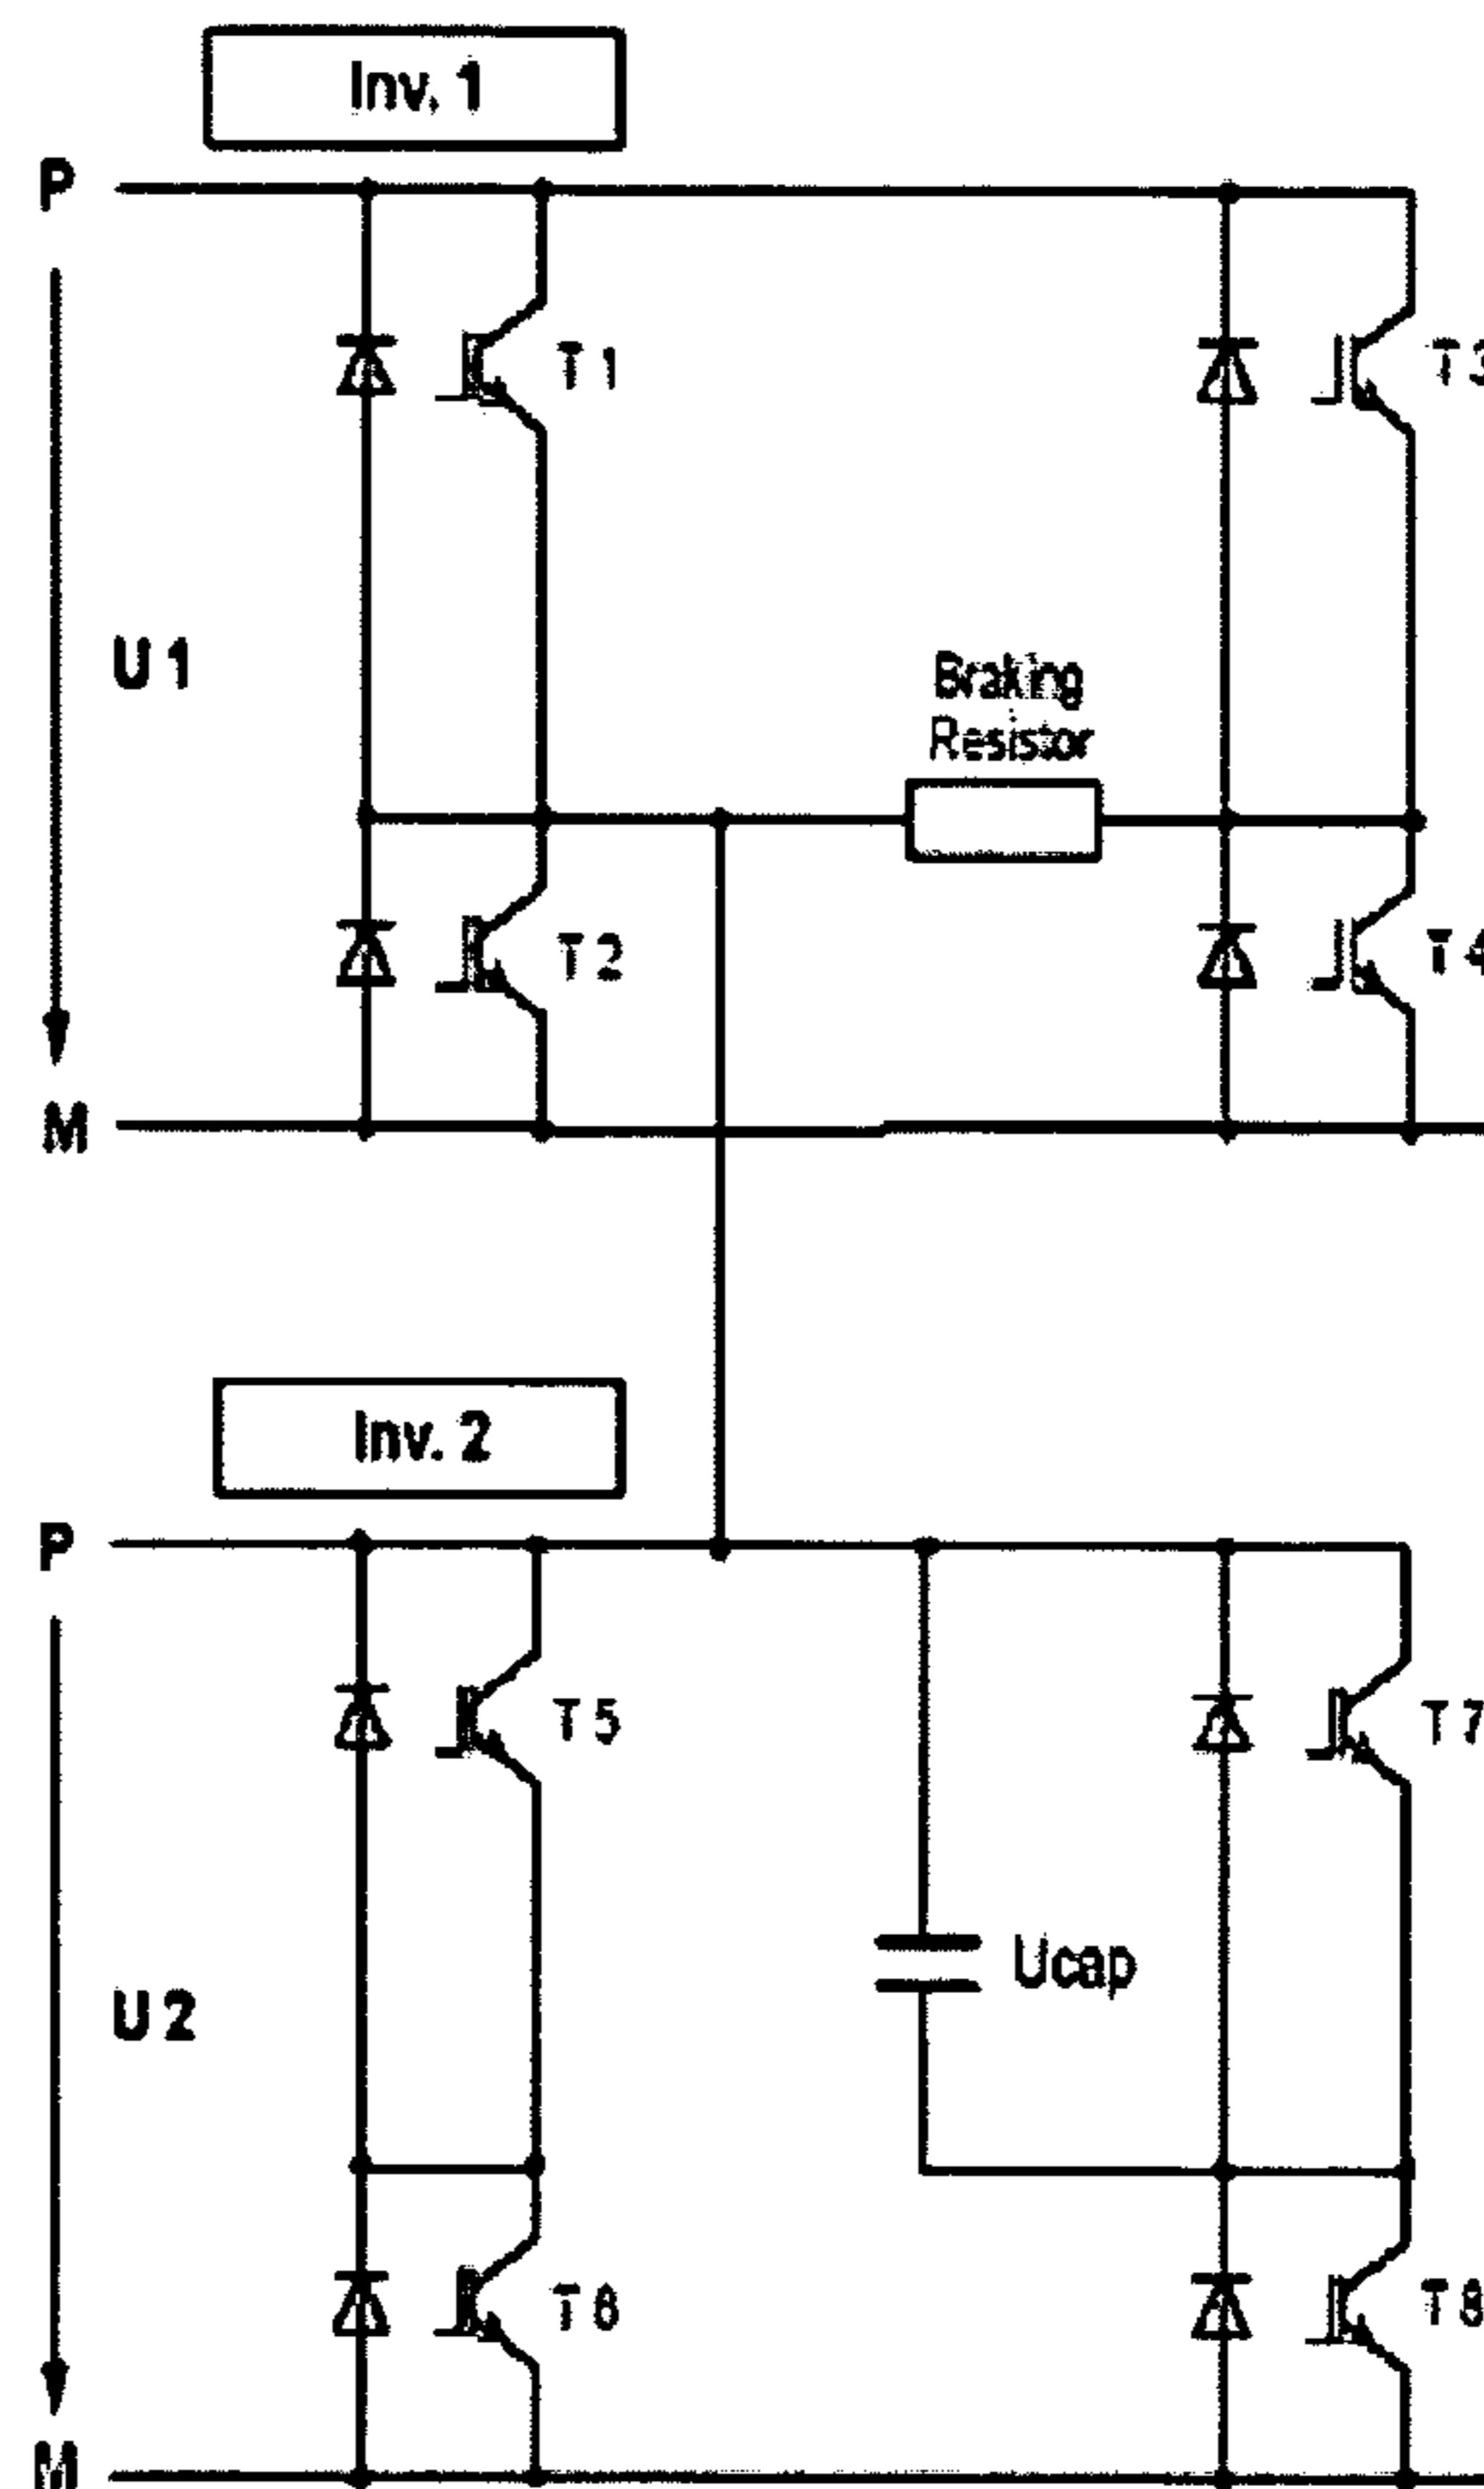 Inv. 1
P
T1
T3
U1
Braking
Resistor
T2
T4
M
Inv. 2
P
T5
T7
Ucap
U2
T6
T8
M